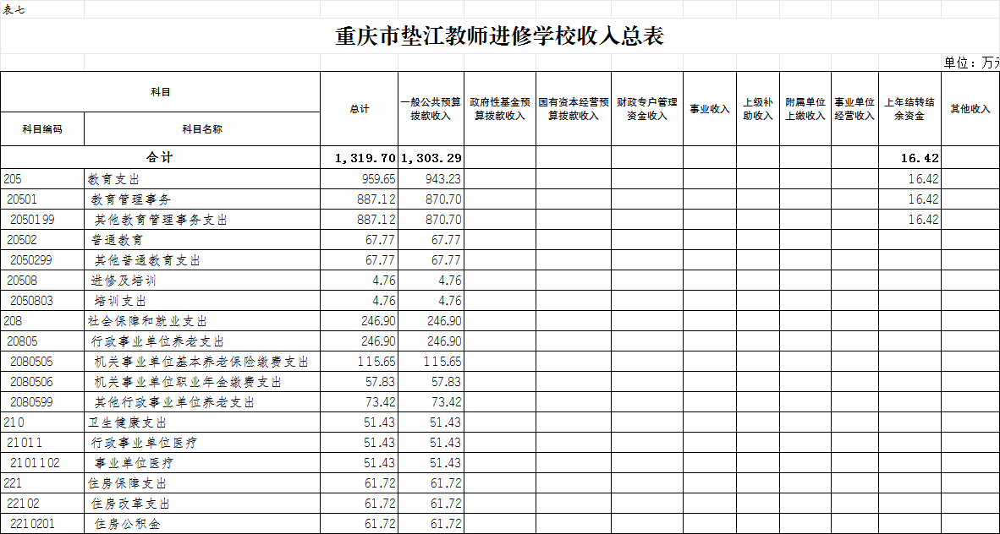 表七
重庆市垫江教师进修学校收入总表
单位：万元
科目 总计 一般公共预算拨款收入 政府性基金预算拨款收入 国有资本经营预算拨款收入 财政专户管理资金收入 事业收入 上级补助收入 附属单位上缴收入 事业单位经营收入 上年结转结余资金 其他收入
科目编码 科目名称
合计 1,319.70 1,303.29 16.42
205 教育支出 959.65 943.23 16.42
20501 教育管理事务 887.12 870.70 16.42
2050199 其他教育管理事务支出 887.12 870.70 16.42
20502 普通教育 67.77 67.77
2050299 其他普通教育支出 67.77 67.77
20508 进修及培训 4.76 4.76
2050803 培训支出 4.76 4.76
208 社会保障和就业支出 246.90 246.90
20805 行政事业单位养老支出 246.90 246.90
2080505 机关事业单位基本养老保险缴费支出 115.65 115.65
2080506 机关事业单位职业年金缴费支出 57.83 57.83
2080599 其他行政事业单位养老支出 73.42 73.42
210 卫生健康支出 51.43 51.43
21011 行政事业单位医疗 51.43 51.43
2101102 事业单位医疗 51.43 51.43
221 住房保障支出 61.72 61.72
22102 住房改革支出 61.72 61.72
2210201 住房公积金 61.72 61.72